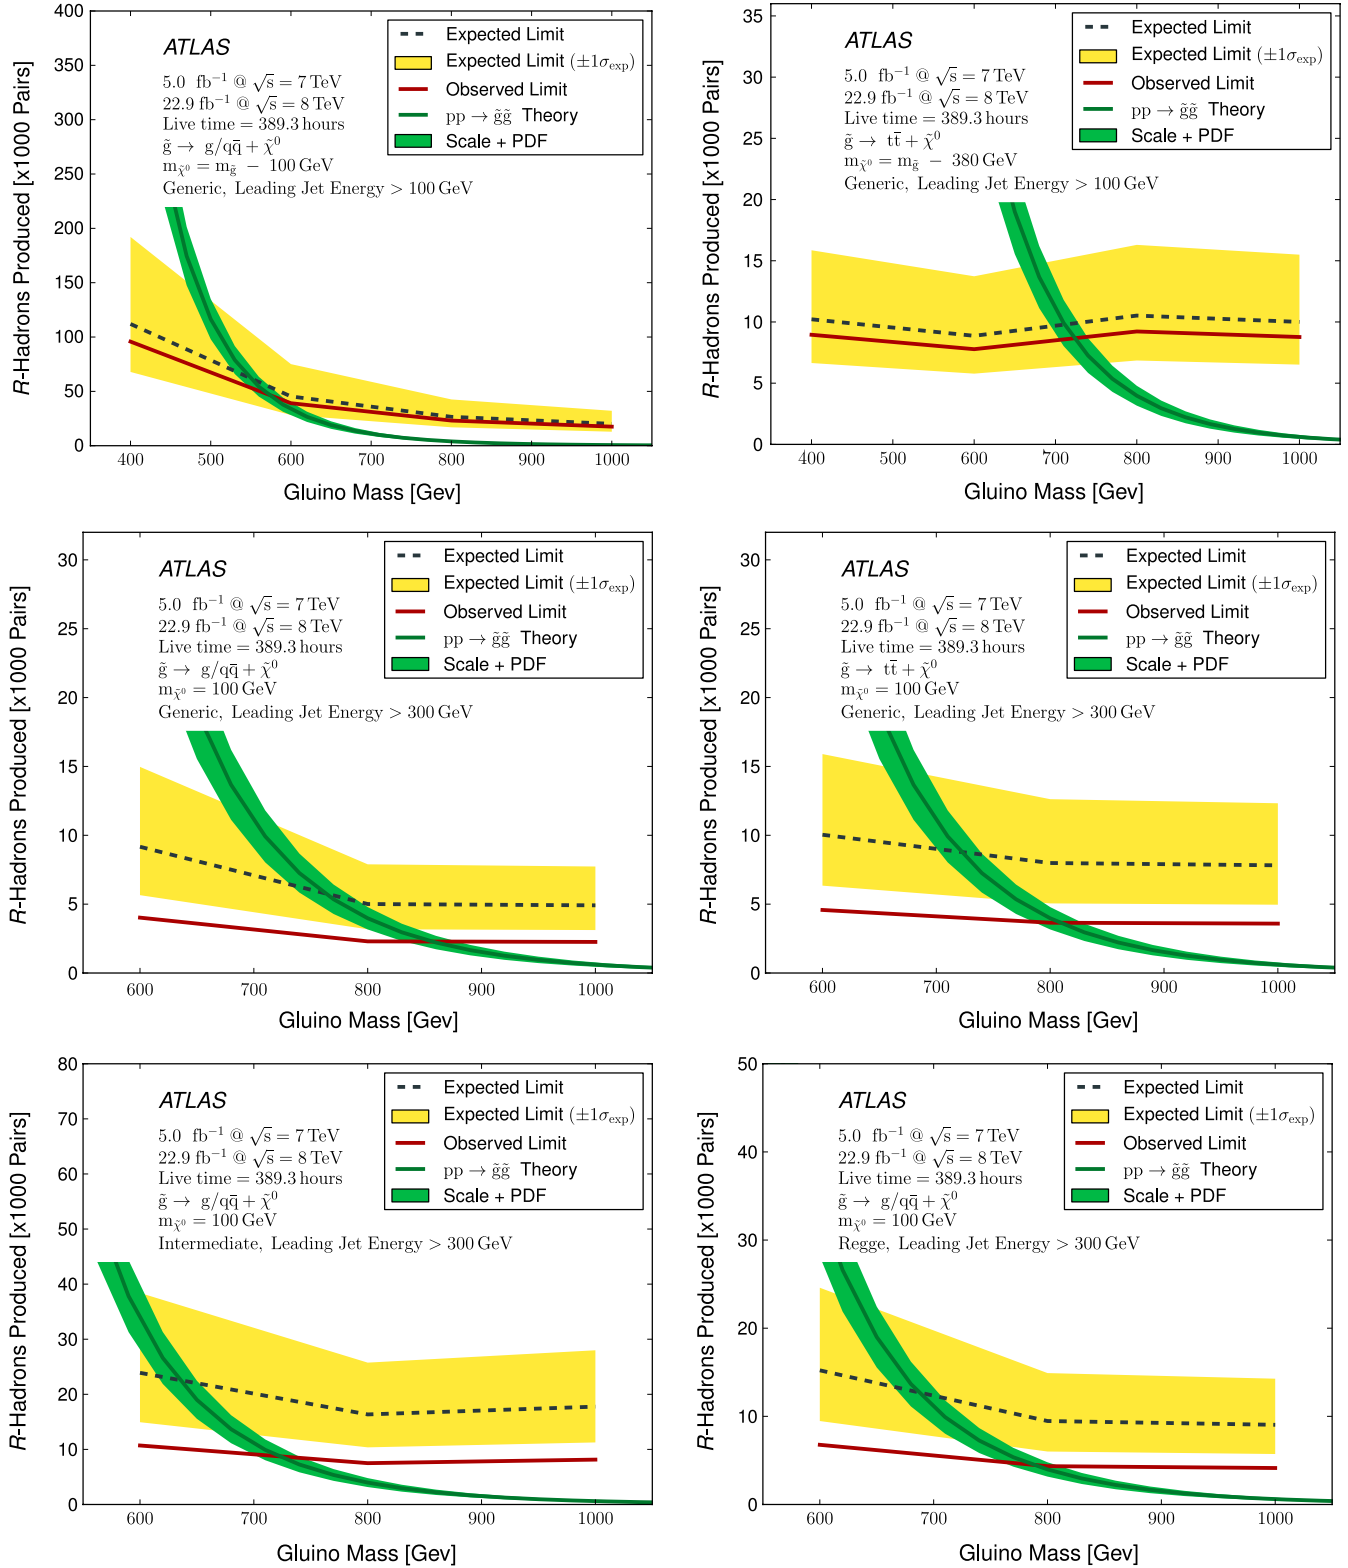 400
350
300
250
200
150
100
50
0
R-Hadrons Produced [x1000 Pairs]
ATLAS
5.0 fb⁻¹ @ √s = 7 TeV
22.9 fb⁻¹ @ √s = 8 TeV
Live time = 389.3 hours
g̃ → g/qq̄ + χ̃⁰
m_χ̃⁰ = m_g̃ − 100 GeV
Generic, Leading Jet Energy > 100 GeV
Expected Limit
Expected Limit (±1σ_exp)
Observed Limit
pp → g̃g̃ Theory
Scale + PDF
400 500 600 700 800 900 1000
Gluino Mass [Gev]
35
30
25
20
15
10
5
0
R-Hadrons Produced [x1000 Pairs]
ATLAS
5.0 fb⁻¹ @ √s = 7 TeV
22.9 fb⁻¹ @ √s = 8 TeV
Live time = 389.3 hours
g̃ → tt̄ + χ̃⁰
m_χ̃⁰ = m_g̃ − 380 GeV
Generic, Leading Jet Energy > 100 GeV
Expected Limit
Expected Limit (±1σ_exp)
Observed Limit
pp → g̃g̃ Theory
Scale + PDF
400 500 600 700 800 900 1000
Gluino Mass [Gev]
30
25
20
15
10
5
0
R-Hadrons Produced [x1000 Pairs]
ATLAS
5.0 fb⁻¹ @ √s = 7 TeV
22.9 fb⁻¹ @ √s = 8 TeV
Live time = 389.3 hours
g̃ → g/qq̄ + χ̃⁰
m_χ̃⁰ = 100 GeV
Generic, Leading Jet Energy > 300 GeV
Expected Limit
Expected Limit (±1σ_exp)
Observed Limit
pp → g̃g̃ Theory
Scale + PDF
600 700 800 900 1000
Gluino Mass [Gev]
30
25
20
15
10
5
0
R-Hadrons Produced [x1000 Pairs]
ATLAS
5.0 fb⁻¹ @ √s = 7 TeV
22.9 fb⁻¹ @ √s = 8 TeV
Live time = 389.3 hours
g̃ → tt̄ + χ̃⁰
m_χ̃⁰ = 100 GeV
Generic, Leading Jet Energy > 300 GeV
Expected Limit
Expected Limit (±1σ_exp)
Observed Limit
pp → g̃g̃ Theory
Scale + PDF
600 700 800 900 1000
Gluino Mass [Gev]
80
70
60
50
40
30
20
10
0
R-Hadrons Produced [x1000 Pairs]
ATLAS
5.0 fb⁻¹ @ √s = 7 TeV
22.9 fb⁻¹ @ √s = 8 TeV
Live time = 389.3 hours
g̃ → g/qq̄ + χ̃⁰
m_χ̃⁰ = 100 GeV
Intermediate, Leading Jet Energy > 300 GeV
Expected Limit
Expected Limit (±1σ_exp)
Observed Limit
pp → g̃g̃ Theory
Scale + PDF
600 700 800 900 1000
Gluino Mass [Gev]
50
40
30
20
10
0
R-Hadrons Produced [x1000 Pairs]
ATLAS
5.0 fb⁻¹ @ √s = 7 TeV
22.9 fb⁻¹ @ √s = 8 TeV
Live time = 389.3 hours
g̃ → g/qq̄ + χ̃⁰
m_χ̃⁰ = 100 GeV
Regge, Leading Jet Energy > 300 GeV
Expected Limit
Expected Limit (±1σ_exp)
Observed Limit
pp → g̃g̃ Theory
Scale + PDF
600 700 800 900 1000
Gluino Mass [Gev]